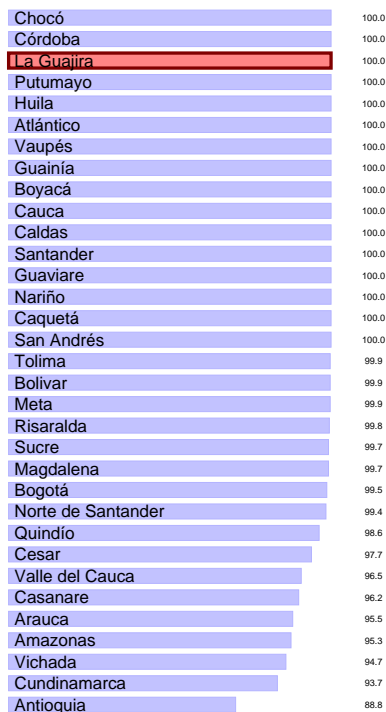 Chocó 100.0
Córdoba 100.0
La Guajira 100.0
Putumayo 100.0
Huila 100.0
Atlántico 100.0
Vaupés 100.0
Guainía 100.0
Boyacá 100.0
Cauca 100.0
Caldas 100.0
Santander 100.0
Guaviare 100.0
Nariño 100.0
Caquetá 100.0
San Andrés 100.0
Tolima 99.9
Bolivar 99.9
Meta 99.9
Risaralda 99.8
Sucre 99.7
Magdalena 99.7
Bogotá 99.5
Norte de Santander 99.4
Quindío 98.6
Cesar 97.7
Valle del Cauca 96.5
Casanare 96.2
Arauca 95.5
Amazonas 95.3
Vichada 94.7
Cundinamarca 93.7
Antioquia 88.8